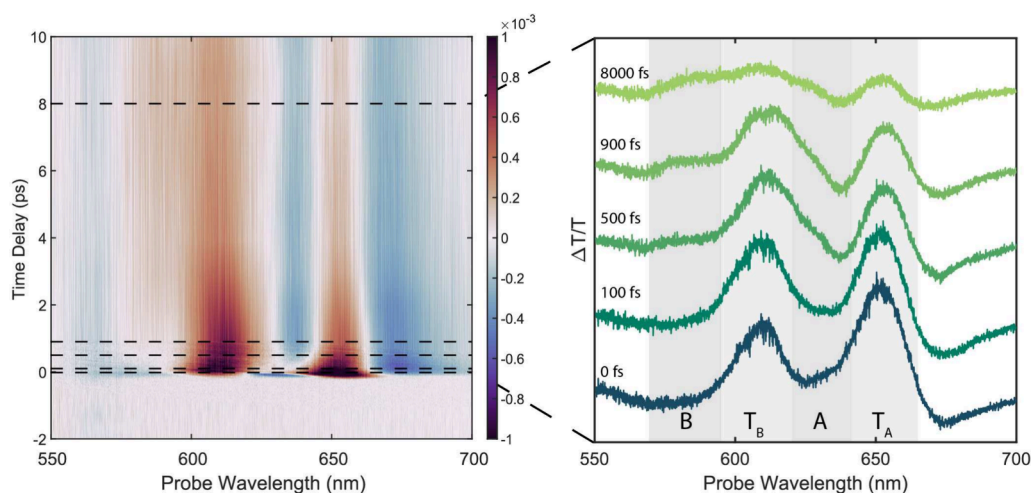 ×10⁻³
10
8
6
4
2
0
-2
Time Delay (ps)
550
600
650
700
Probe Wavelength (nm)
1
0.8
0.6
0.4
0.2
0
-0.2
-0.4
-0.6
-0.8
-1
ΔT/T
8000 fs
900 fs
500 fs
100 fs
0 fs
B
T_B
A
T_A
550
600
650
700
Probe Wavelength (nm)